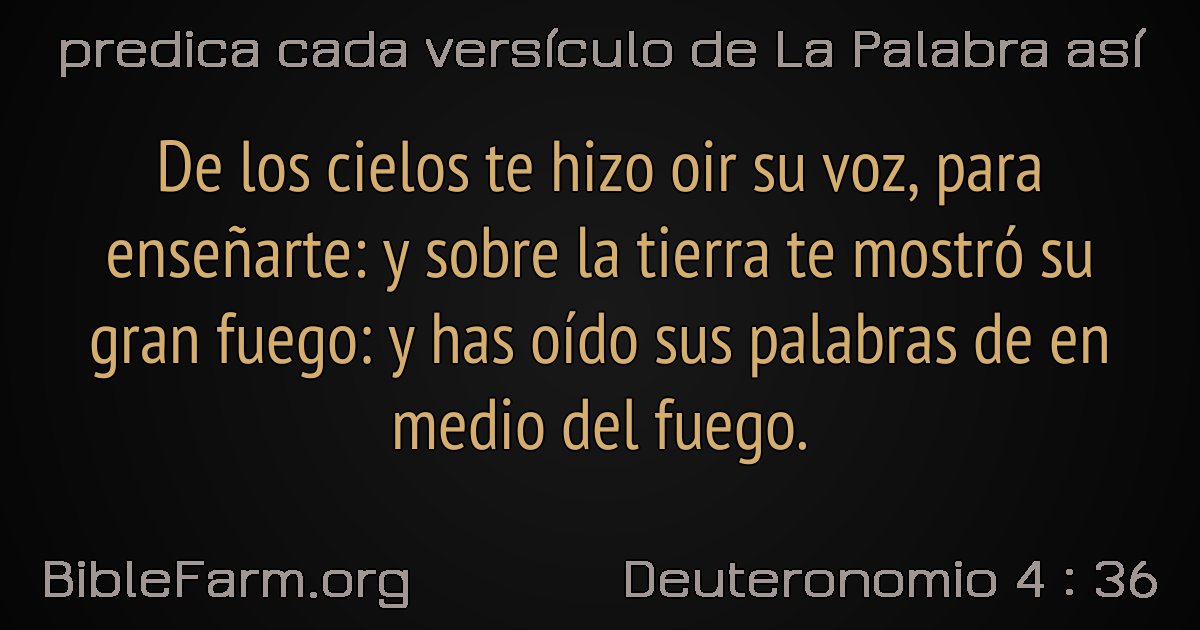 predica cada versículo de La Palabra así
De los cielos te hizo oir su voz, para
enseñarte: y sobre la tierra te mostró su
gran fuego: y has oído sus palabras de en
medio del fuego.
BibleFarm.org
Deuteronomio 4 : 36